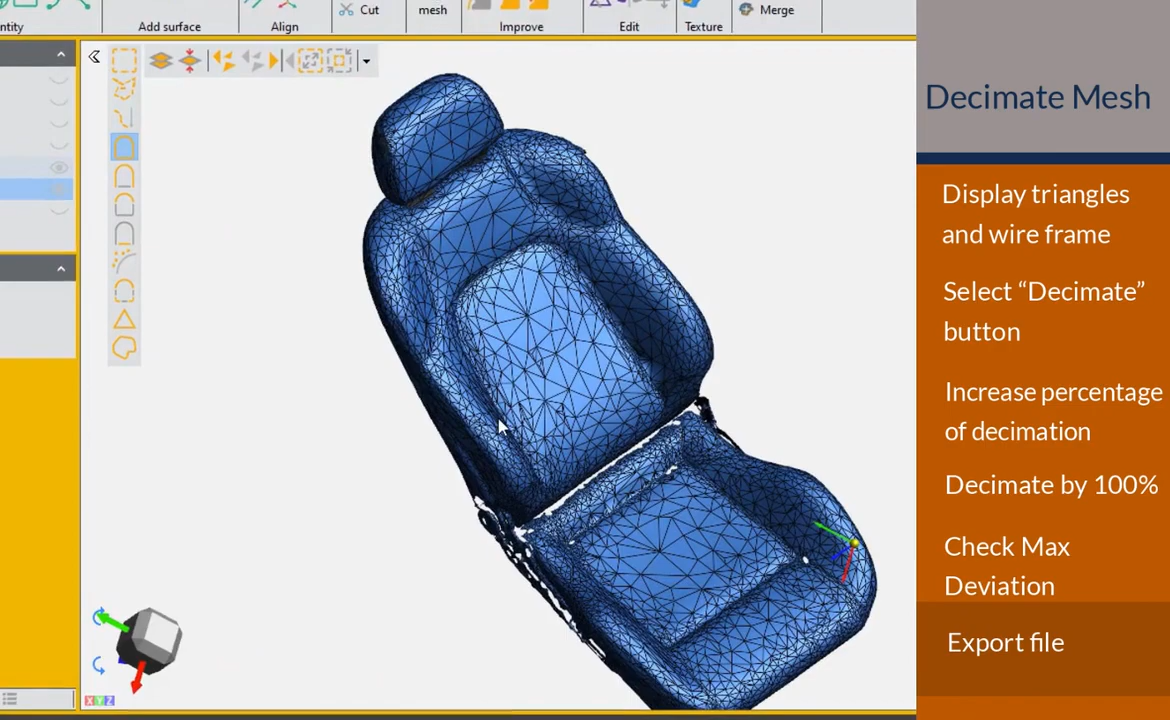 ntity
Add surface
Align
Cut
mesh
Improve
Edit
Texture
Merge
Decimate Mesh
Display triangles
and wire frame
Select “Decimate”
button
Increase percentage
of decimation
Decimate by 100%
Check Max
Deviation
Export file
X Y Z